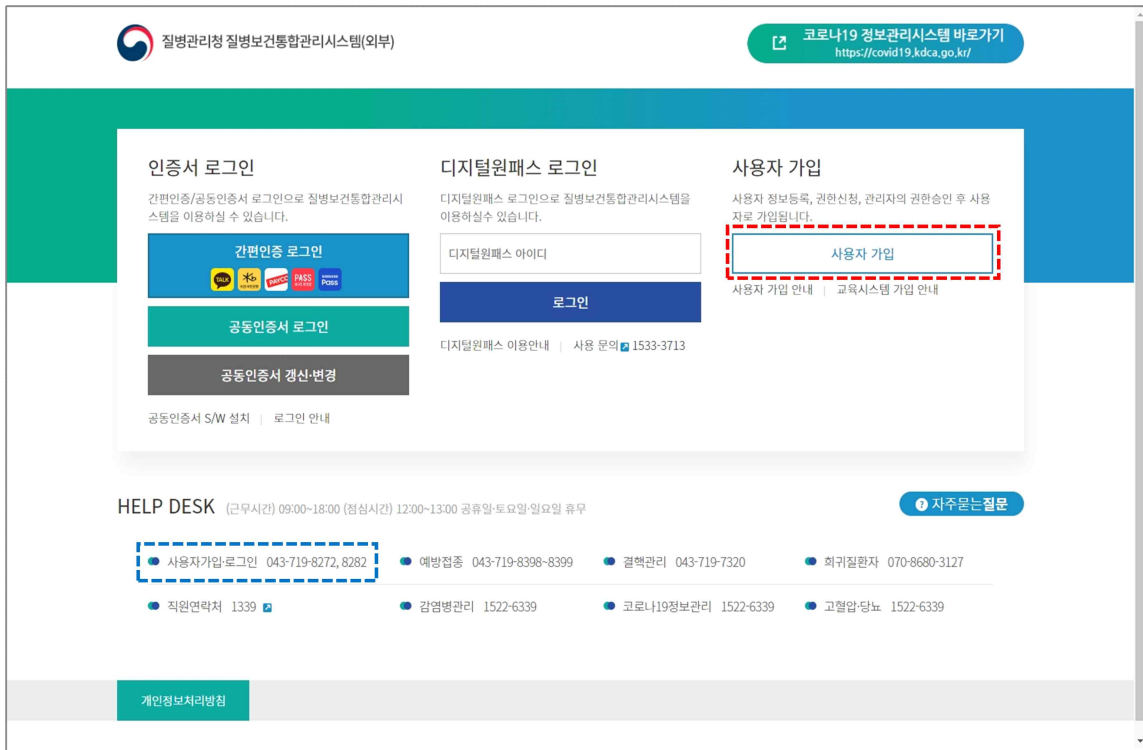 질병관리청 질병보건통합관리시스템(외부)
코로나19 정보관리시스템 바로가기
https://covid19.kdca.go.kr/
인증서 로그인
간편인증/공동인증서 로그인으로 질병보건통합관리시
스템을 이용하실 수 있습니다.
간편인증 로그인
TALK
PAYCO
PASS
SAMSUNG
Pass
공동인증서 로그인
공동인증서 갱신·변경
공동인증서 S/W 설치 | 로그인 안내
디지털원패스 로그인
디지털원패스 로그인으로 질병보건통합관리시스템을
이용하실수 있습니다.
디지털원패스 아이디
로그인
디지털원패스 이용안내 | 사용 문의 1533-3713
사용자 가입
사용자 정보등록, 권한신청, 관리자의 권한승인 후 사용
자로 가입됩니다.
사용자 가입
사용자 가입 안내 | 교육시스템 가입 안내
HELP DESK (근무시간) 09:00~18:00 (점심시간) 12:00~13:00 공휴일·토요일·일요일 휴무
? 자주묻는질문
사용자가입·로그인 043-719-8272, 8282
예방접종 043-719-8398~8399
결핵관리 043-719-7320
희귀질환자 070-8680-3127
직원연락처 1339
감염병관리 1522-6339
코로나19정보관리 1522-6339
고혈압·당뇨 1522-6339
개인정보처리방침